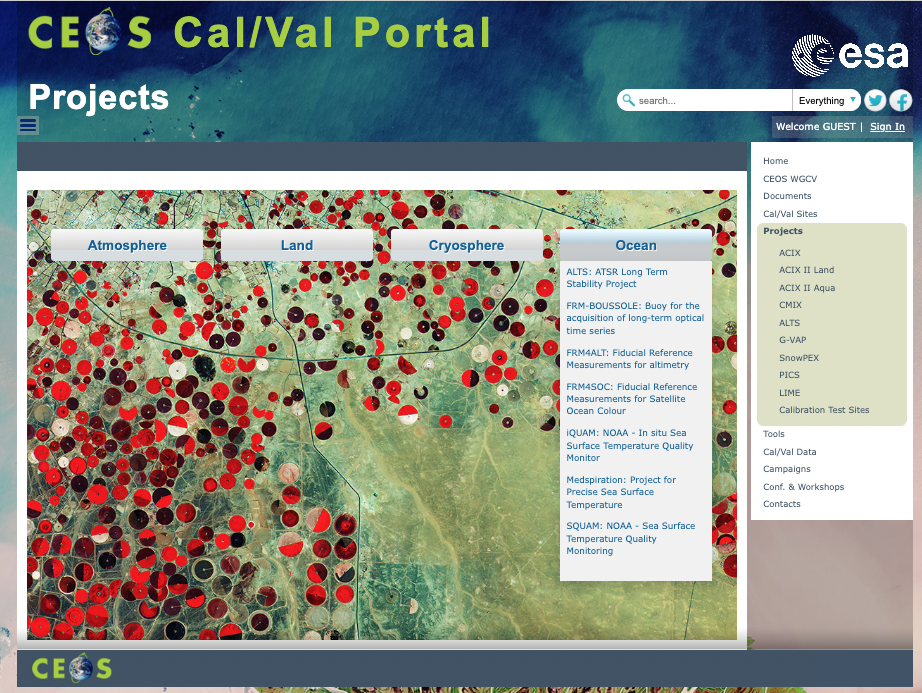 CEOS Cal/Val Portal
esa
Projects
search...
Everything
Welcome GUEST | Sign In
Atmosphere
Land
Cryosphere
Ocean
ALTS: ATSR Long Term
Stability Project
FRM-BOUSSOLE: Buoy for the
acquisition of long-term optical
time series
FRM4ALT: Fiducial Reference
Measurements for altimetry
FRM4SOC: Fiducial Reference
Measurements for Satellite
Ocean Colour
iQUAM: NOAA - In situ Sea
Surface Temperature Quality
Monitor
Medspiration: Project for
Precise Sea Surface
Temperature
SQUAM: NOAA - Sea Surface
Temperature Quality
Monitoring
Home
CEOS WGCV
Documents
Cal/Val Sites
Projects
ACIX
ACIX II Land
ACIX II Aqua
CMIX
ALTS
G-VAP
SnowPEX
PICS
LIME
Calibration Test Sites
Tools
Cal/Val Data
Campaigns
Conf. & Workshops
Contacts
CEOS